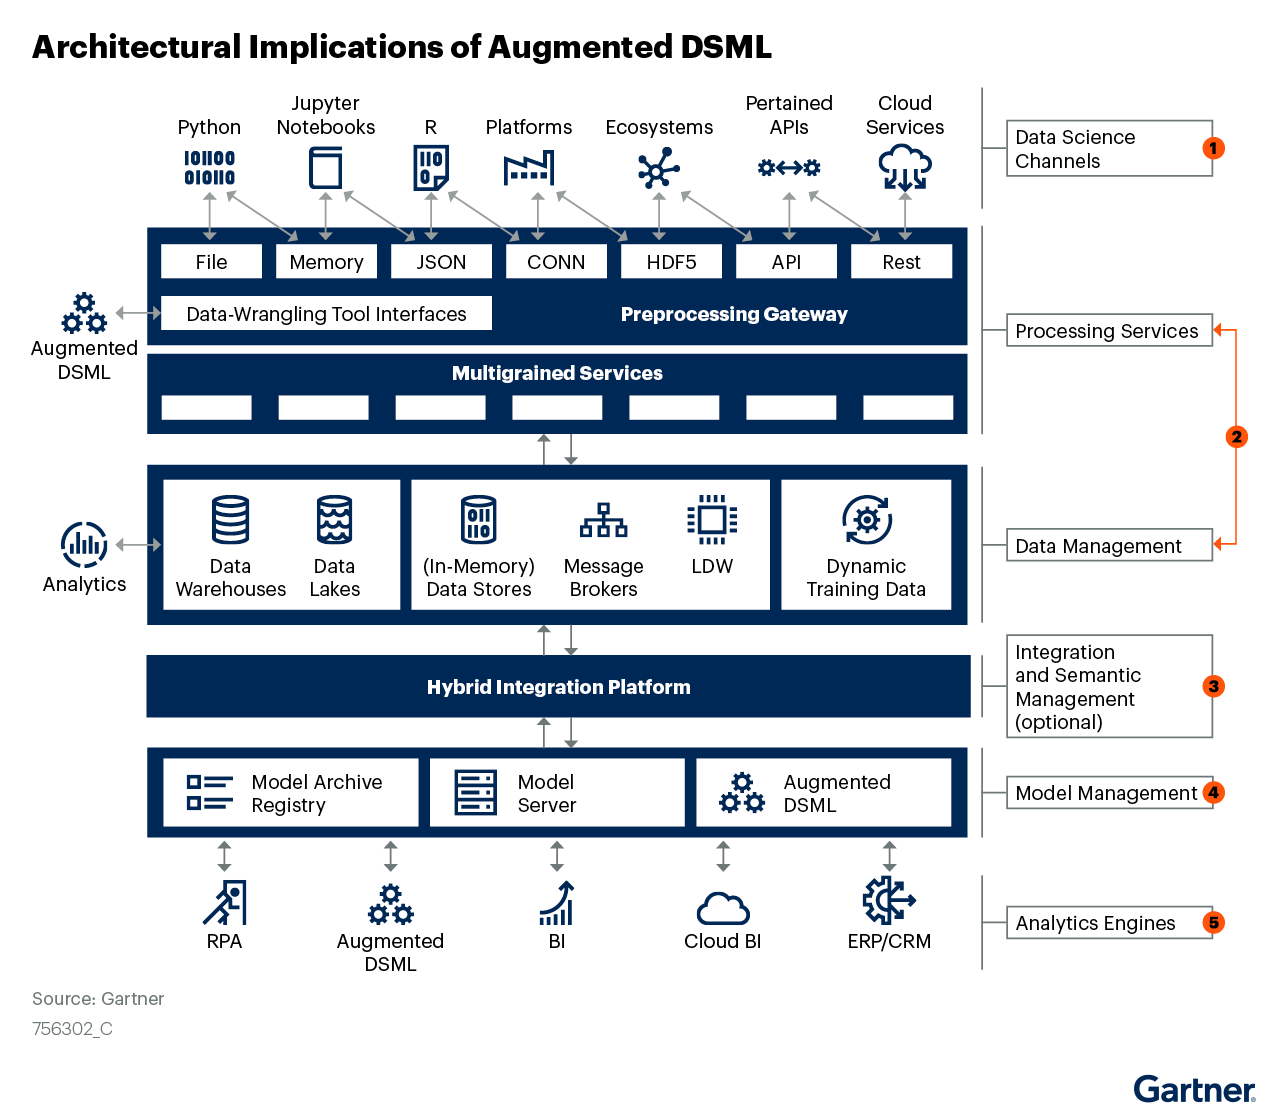 Architectural Implications of Augmented DSML
Python
Jupyter
Notebooks
R
Platforms
Ecosystems
Pertained
APIs
Cloud
Services
Data Science
Channels
1
File
Memory
JSON
CONN
HDF5
API
Rest
Data-Wrangling Tool Interfaces
Preprocessing Gateway
Augmented
DSML
Processing Services
Multigrained Services
2
Data
Warehouses
Data
Lakes
(In-Memory)
Data Stores
Message
Brokers
LDW
Dynamic
Training Data
Analytics
Data Management
Hybrid Integration Platform
Integration
and Semantic
Management
(optional)
3
Model Archive
Registry
Model
Server
Augmented
DSML
Model Management
4
RPA
Augmented
DSML
BI
Cloud BI
ERP/CRM
Analytics Engines
5
Source: Gartner
756302_C
Gartner